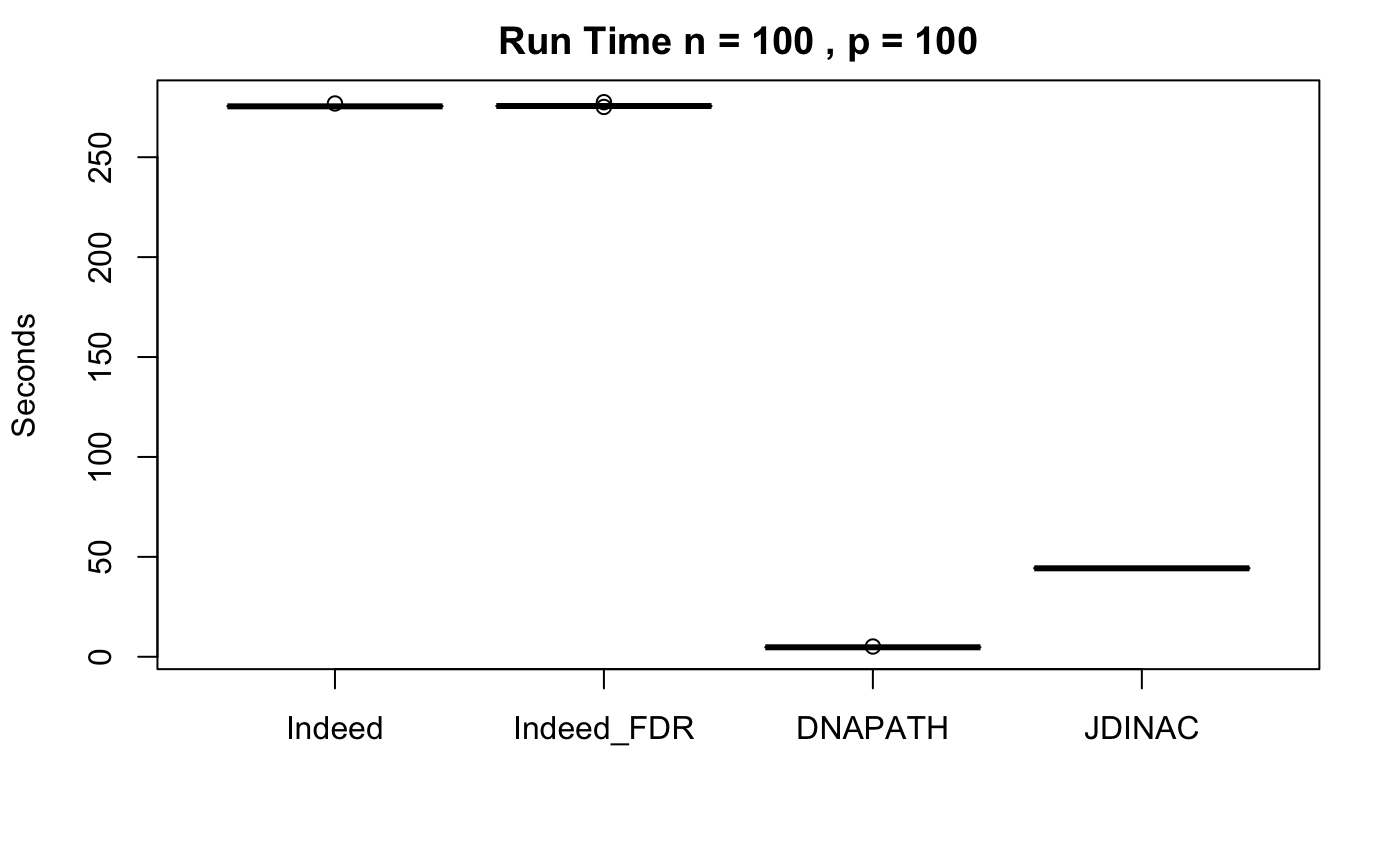 Run Time n = 100 , p = 100
Seconds
250
200
150
100
50
0
Indeed
Indeed_FDR
DNAPATH
JDINAC